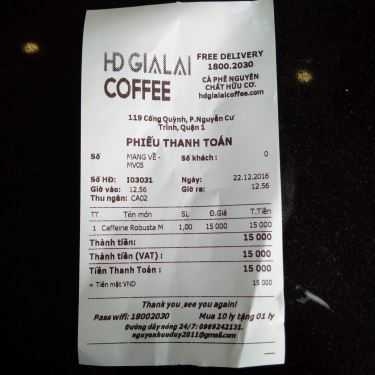 HD GIALAI
COFFEE
FREE DELIVERY
1800.2030
CÀ PHÊ NGUYÊN
CHẤT HỮU CƠ.
hdgialaicoffee.com
119 Cống Quỳnh, P.Nguyễn Cư
Trinh, Quận 1
PHIẾU THANH TOÁN
Số MANG VỀ - Số khách : 0
MV05
Số HĐ: I03031 Ngày: 22.12.2016
Giờ vào: 12.56 Giờ ra: 12.56
Thu ngân: CA02
TT Tên món SL Đ.Giá T.Tiền
1 Caffeine Robusta M 1,00 15 000 15 000
Thành tiền: 15 000
Thành tiền (VAT) : 15 000
Tiền Thanh Toán : 15 000
+ Tiền mặt VND 15 000
Thank you ,see you again!
Pass wifi: 18002030 Mua 10 ly tặng 01 ly
Đường dây nóng 24/7: 0969242131.
nguyenhuuduy2811@gmail.com